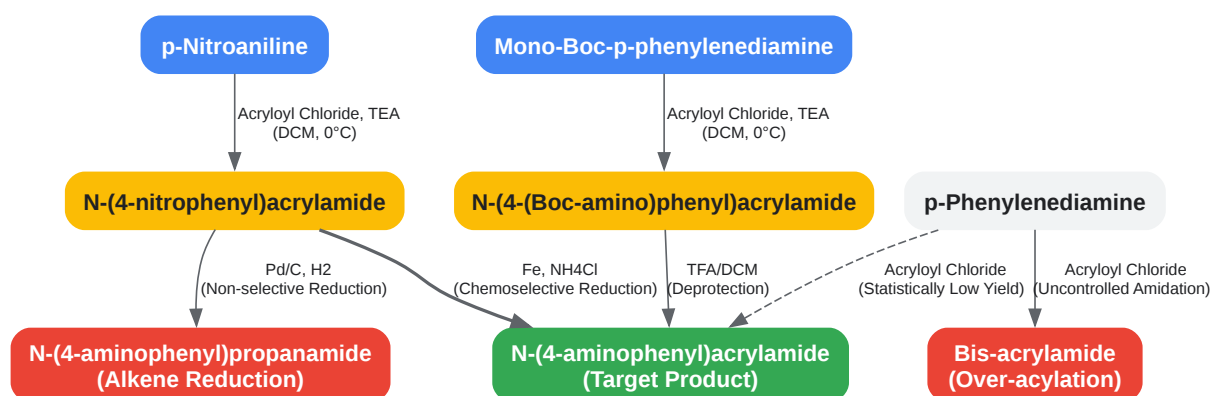 p-Nitroaniline
Mono-Boc-p-phenylenediamine
Acryloyl Chloride, TEA
(DCM, 0°C)
Acryloyl Chloride, TEA
(DCM, 0°C)
N-(4-nitrophenyl)acrylamide
N-(4-(Boc-amino)phenyl)acrylamide
p-Phenylenediamine
Pd/C, H2
(Non-selective Reduction)
Fe, NH4Cl
(Chemoselective Reduction)
TFA/DCM
(Deprotection)
Acryloyl Chloride
(Statistically Low Yield)
Acryloyl Chloride
(Uncontrolled Amidation)
N-(4-aminophenyl)propanamide
(Alkene Reduction)
N-(4-aminophenyl)acrylamide
(Target Product)
Bis-acrylamide
(Over-acylation)